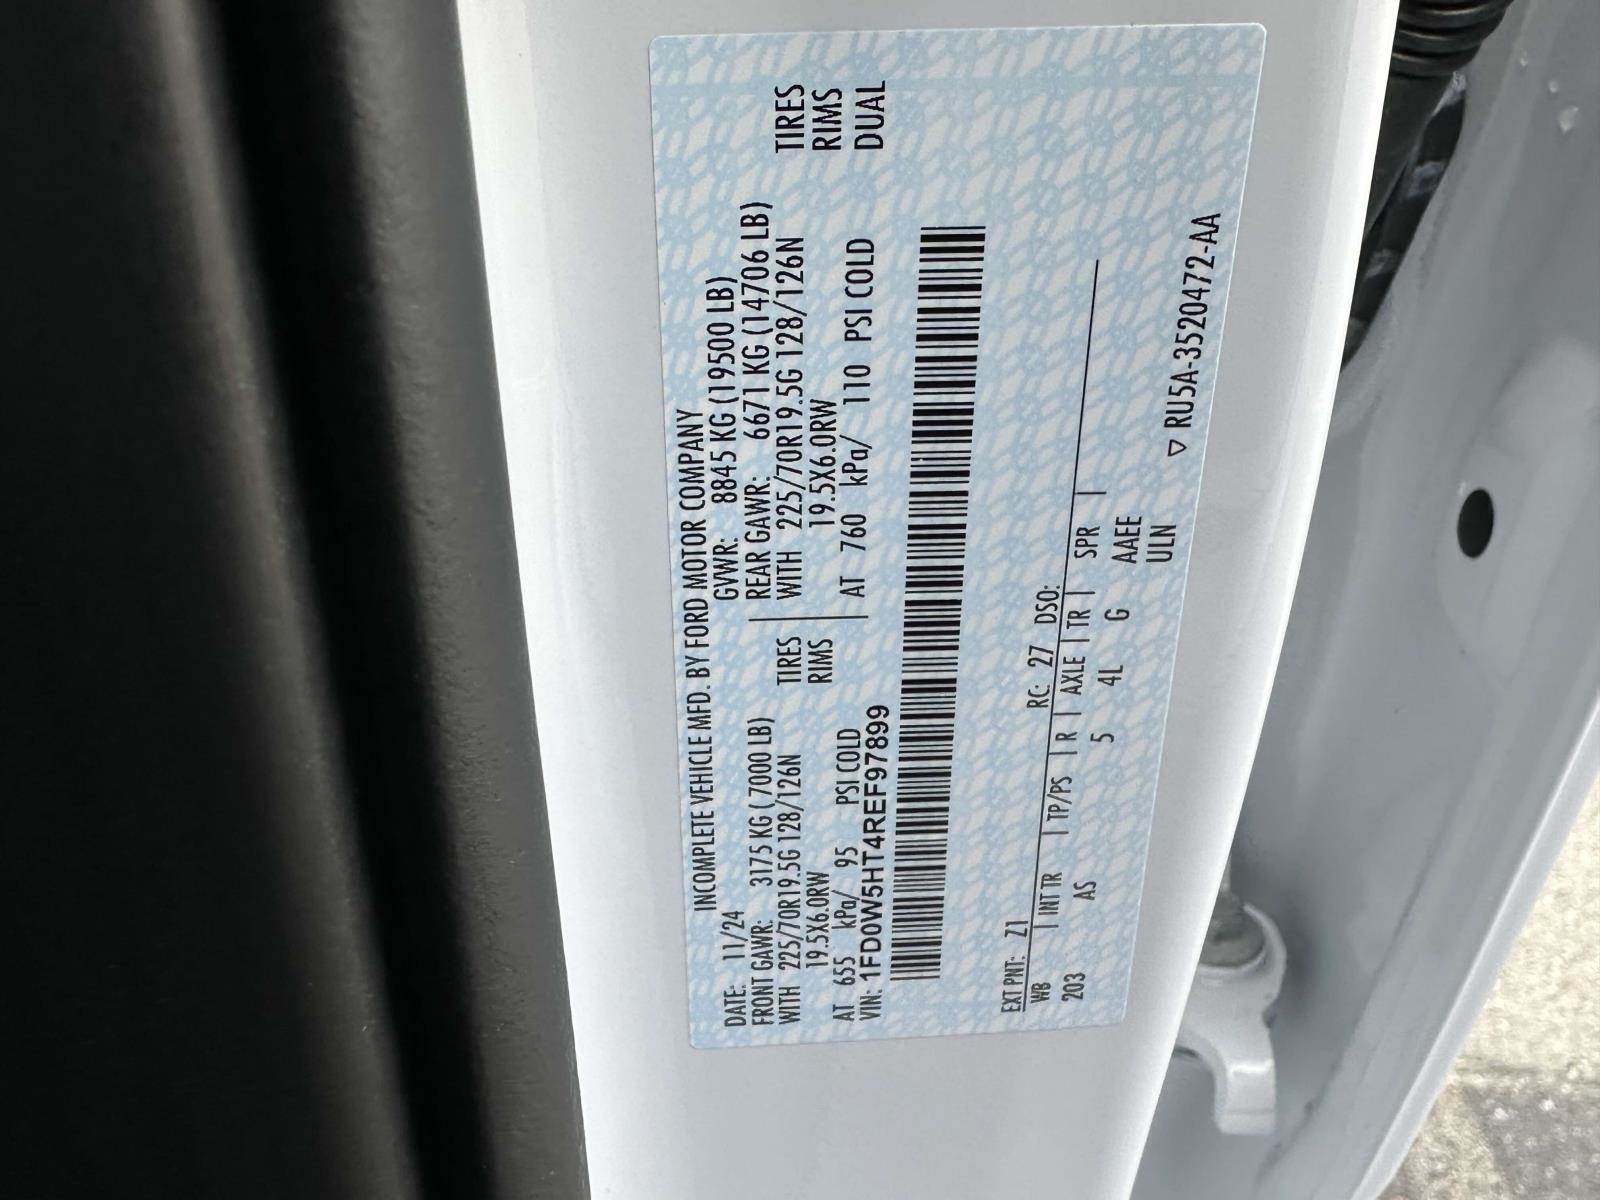 INCOMPLETE VEHICLE MFD. BY FORD MOTOR COMPANY
DATE: 11/24 GVWR: 8845 KG (19500 LB)
FRONT GAWR: 3175 KG ( 7000 LB) REAR GAWR: 6671 KG (14706 LB)
WITH 225/70R19.5G 128/126N TIRES WITH 225/70R19.5G 128/126N TIRES
19.5X6.0RW RIMS 19.5X6.0RW RIMS
AT 655 kPa/ 95 PSI COLD AT 760 kPa/ 110 PSI COLD DUAL
VIN: 1FD0W5HT4REF97899
EXT PNT: Z1 RC: 27 DSO:
WB | INT TR | TP/PS | R | AXLE | TR | SPR |
203 AS 5 4L G AAEE
ULN
▽ RU5A-3520472-AA